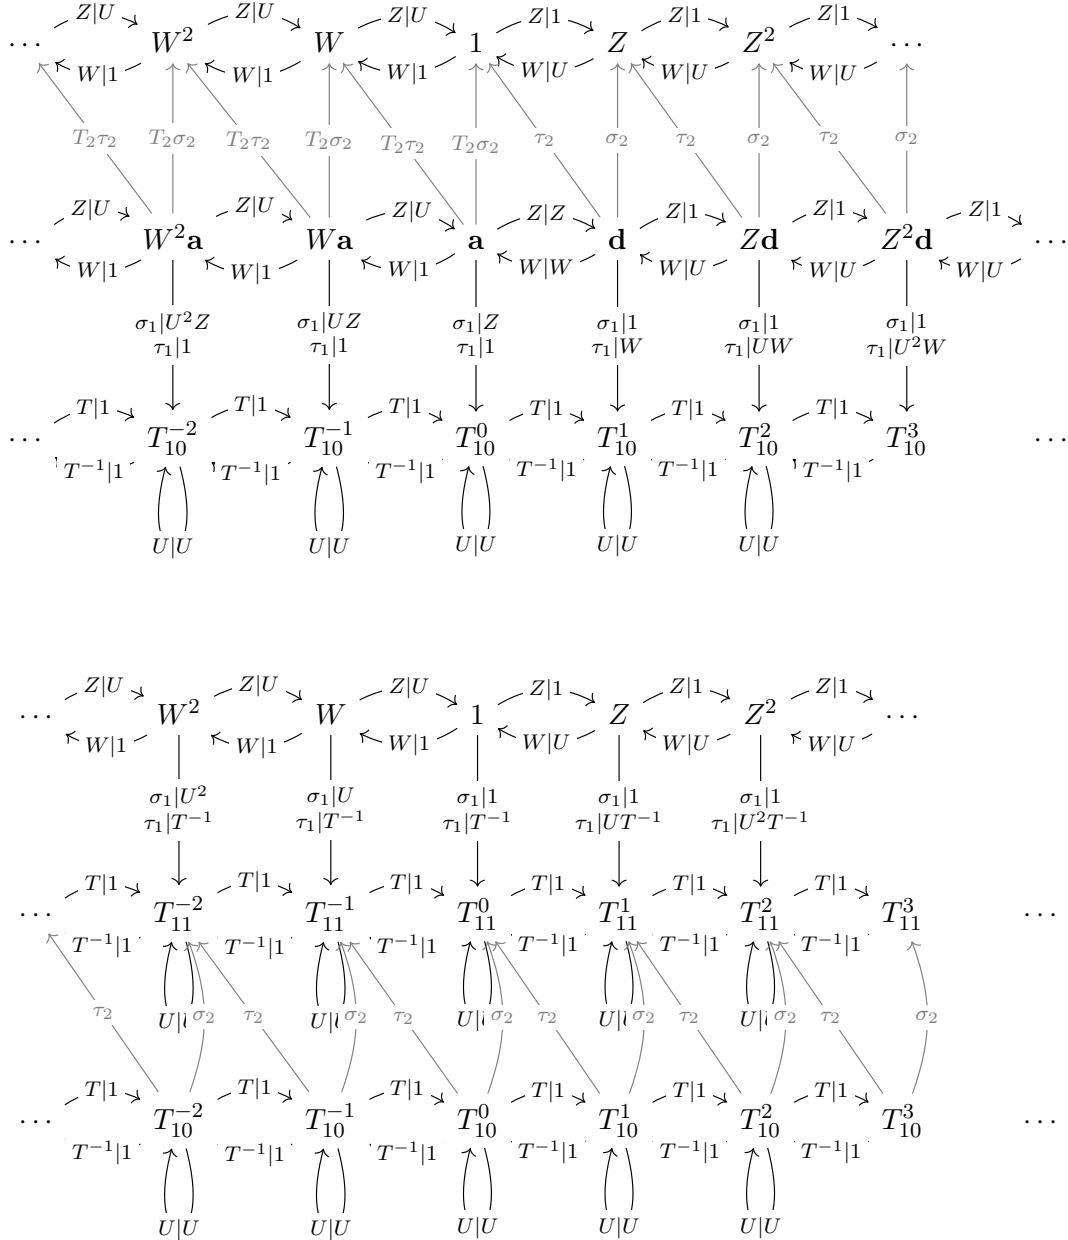 Z|U Z|U Z|1 Z|1 Z|1
⋯ W² W 1 Z Z² ⋯
W|1 W|1 W|1 W|U W|U W|U
T₂τ₂ T₂σ₂ T₂τ₂ T₂σ₂ T₂τ₂ T₂σ₂ τ₂ σ₂ τ₂ σ₂ τ₂ σ₂
Z|U Z|U Z|U Z|Z Z|1 Z|1 Z|1
⋯ W²a Wa a d Zd Z²d ⋯
W|1 W|1 W|1 W|W W|U W|U W|U
σ₁|U²Z σ₁|UZ σ₁|Z σ₁|1 σ₁|1 σ₁|1
τ₁|1 τ₁|1 τ₁|1 τ₁|W τ₁|UW τ₁|U²W
T|1 T|1 T|1 T|1 T|1 T|1
⋯ T₁₀⁻² T₁₀⁻¹ T₁₀⁰ T₁₀¹ T₁₀² T₁₀³ ⋯
T⁻¹|1 T⁻¹|1 T⁻¹|1 T⁻¹|1 T⁻¹|1 T⁻¹|1
U|U U|U U|U U|U U|U
Z|U Z|U Z|U Z|1 Z|1 Z|1
⋯ W² W 1 Z Z² ⋯
W|1 W|1 W|1 W|U W|U W|U
σ₁|U² σ₁|U σ₁|1 σ₁|1 σ₁|1
τ₁|T⁻¹ τ₁|T⁻¹ τ₁|T⁻¹ τ₁|UT⁻¹ τ₁|U²T⁻¹
T|1 T|1 T|1 T|1 T|1 T|1
⋯ T₁₁⁻² T₁₁⁻¹ T₁₁⁰ T₁₁¹ T₁₁² T₁₁³ ⋯
T⁻¹|1 T⁻¹|1 T⁻¹|1 T⁻¹|1 T⁻¹|1 T⁻¹|1
τ₂ U| σ₂ τ₂ U| σ₂ τ₂ U| σ₂ τ₂ U| σ₂ τ₂ U| σ₂ τ₂ σ₂
T|1 T|1 T|1 T|1 T|1 T|1
⋯ T₁₀⁻² T₁₀⁻¹ T₁₀⁰ T₁₀¹ T₁₀² T₁₀³ ⋯
T⁻¹|1 T⁻¹|1 T⁻¹|1 T⁻¹|1 T⁻¹|1 T⁻¹|1
U|U U|U U|U U|U U|U